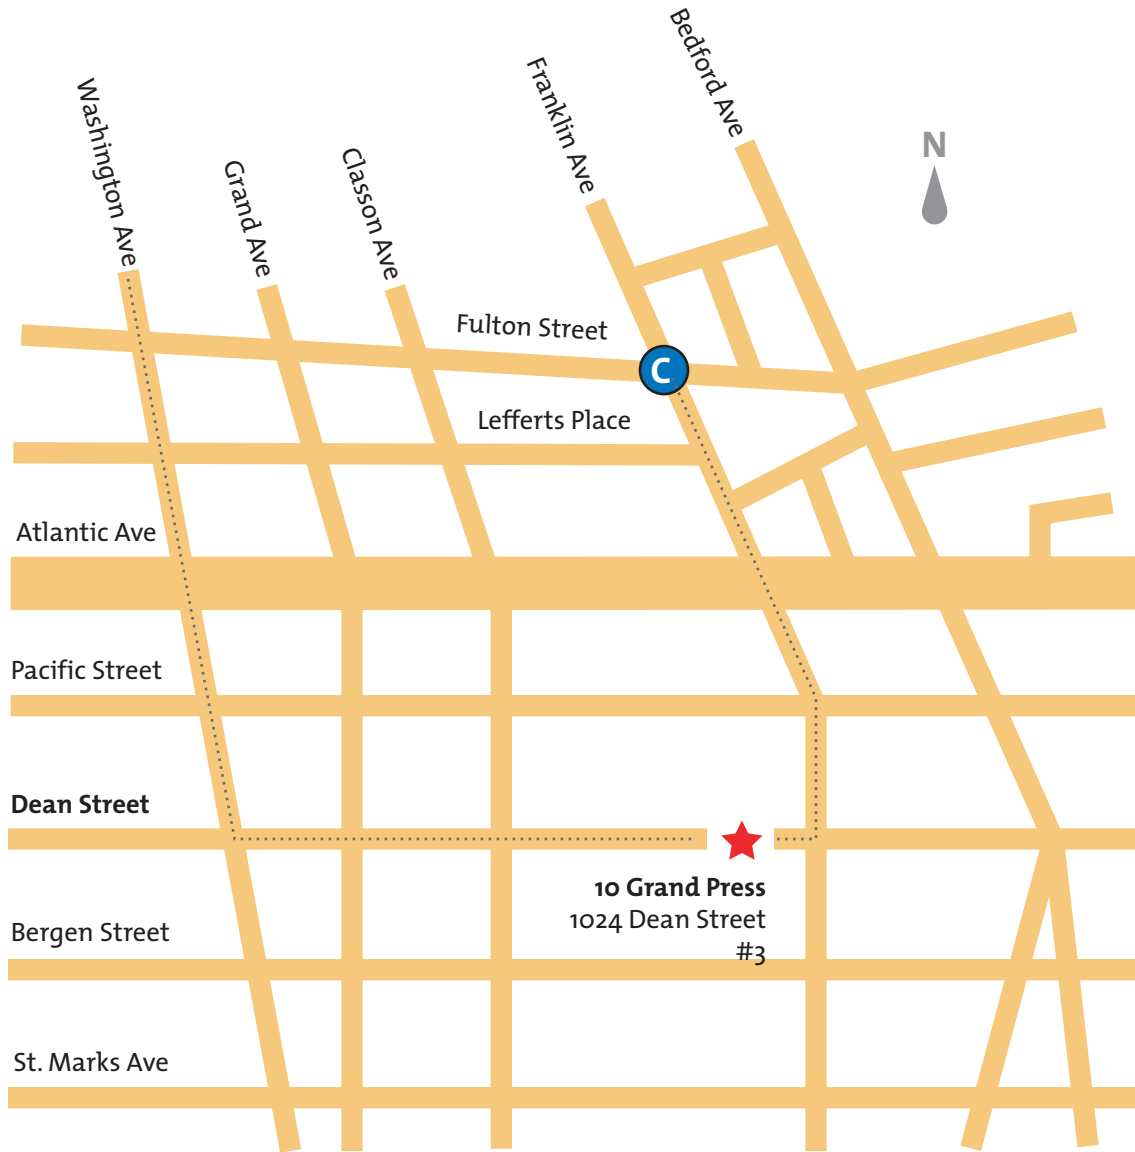 Bedford Ave
Franklin Ave
Washington Ave
N
Classon Ave
Grand Ave
Fulton Street
C
Lefferts Place
Atlantic Ave
Pacific Street
Dean Street
10 Grand Press
1024 Dean Street
#3
Bergen Street
St. Marks Ave